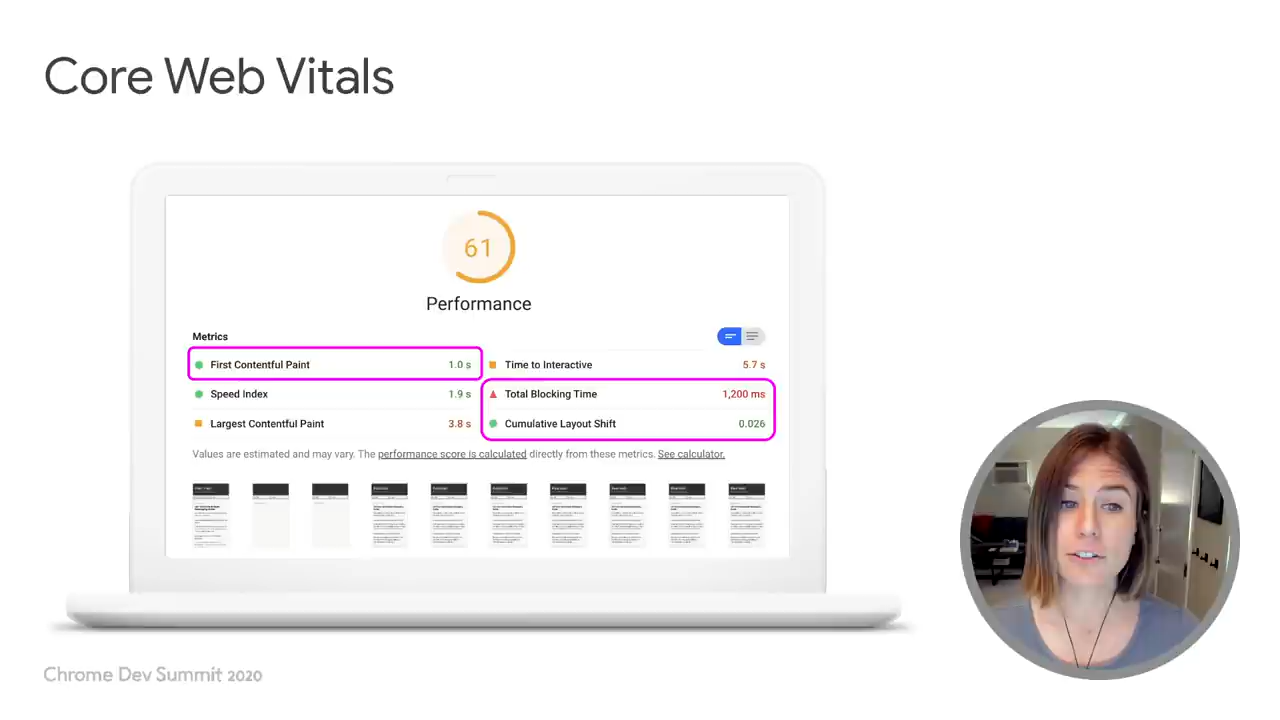 Core Web Vitals
61
Performance
Metrics
First Contentful Paint 1.0 s
Time to Interactive 5.7 s
Speed Index 1.9 s
Total Blocking Time 1,200 ms
Largest Contentful Paint 3.8 s
Cumulative Layout Shift 0.026
Values are estimated and may vary. The performance score is calculated directly from these metrics. See calculator.
Chrome Dev Summit 2020